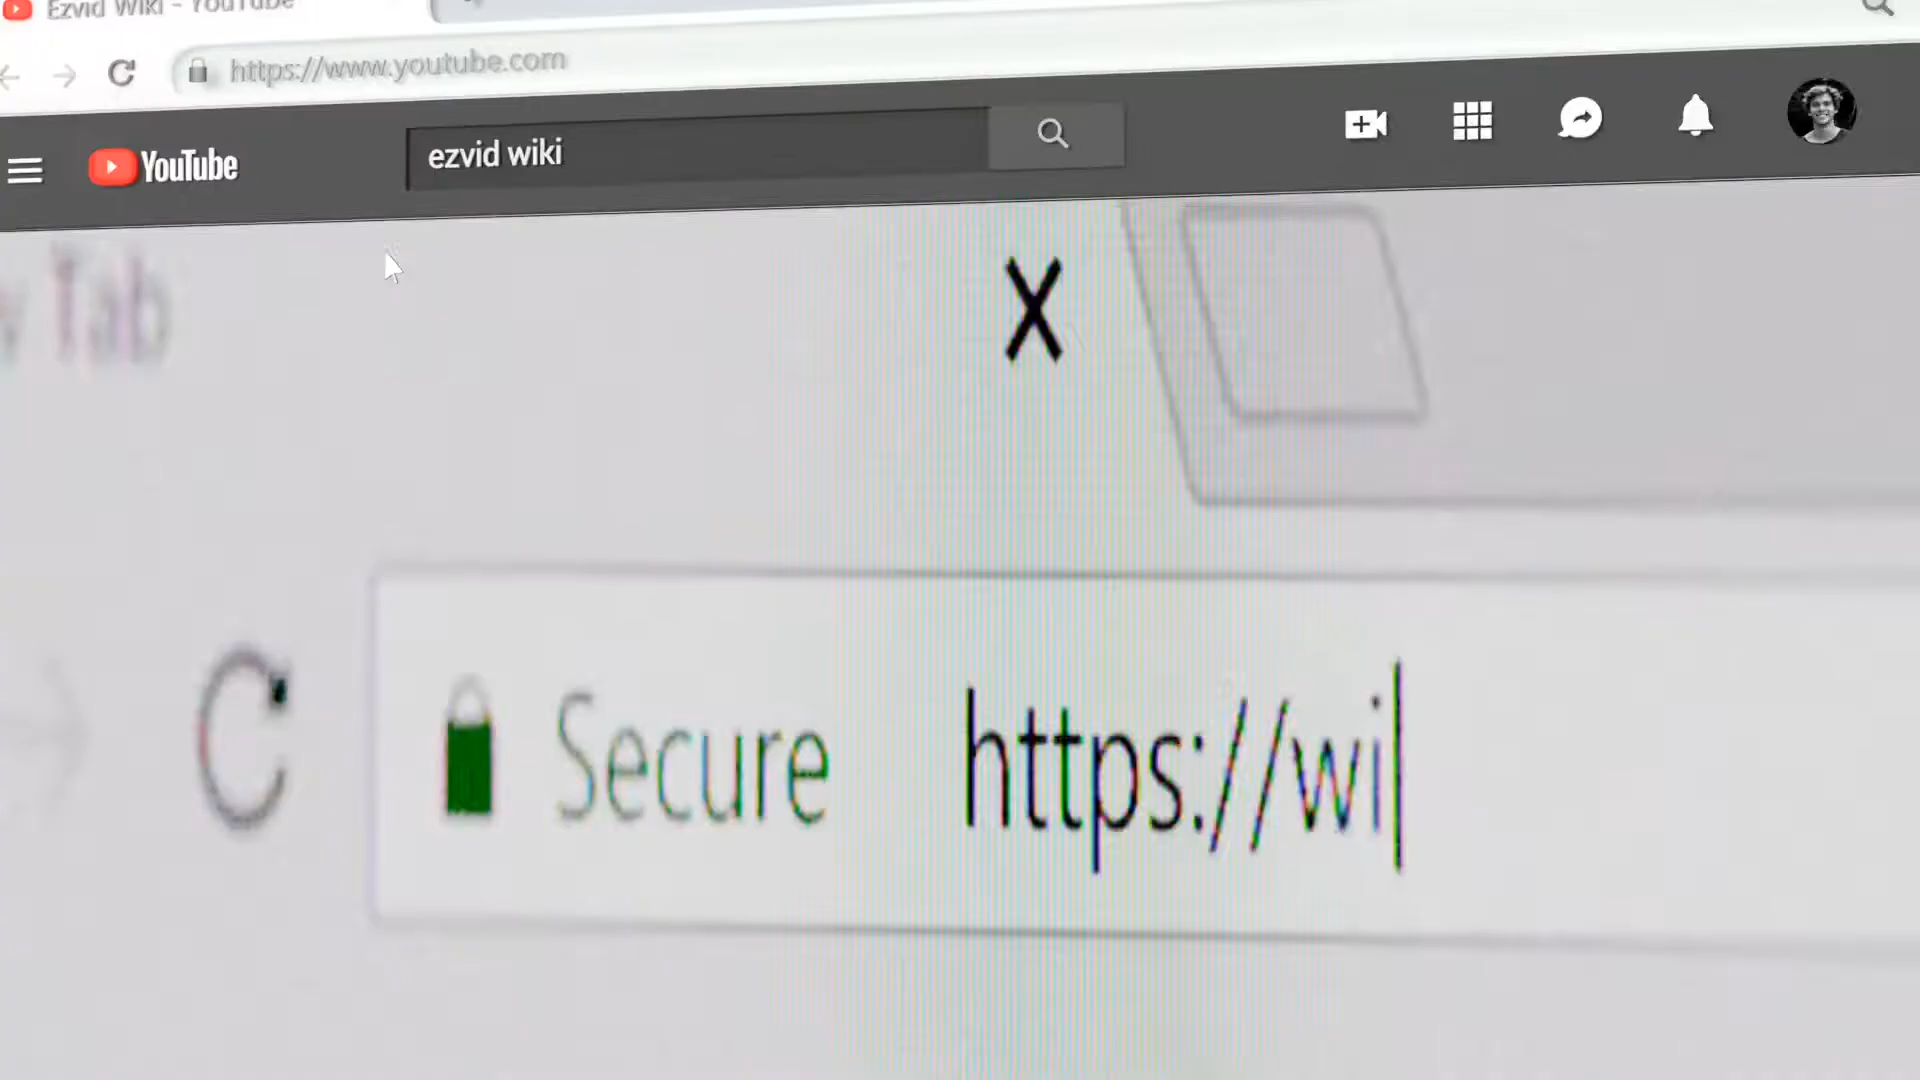 Ezvid Wiki - YouTube
https://www.youtube.com
YouTube
ezvid wiki
Tab
X
Secure https://wi